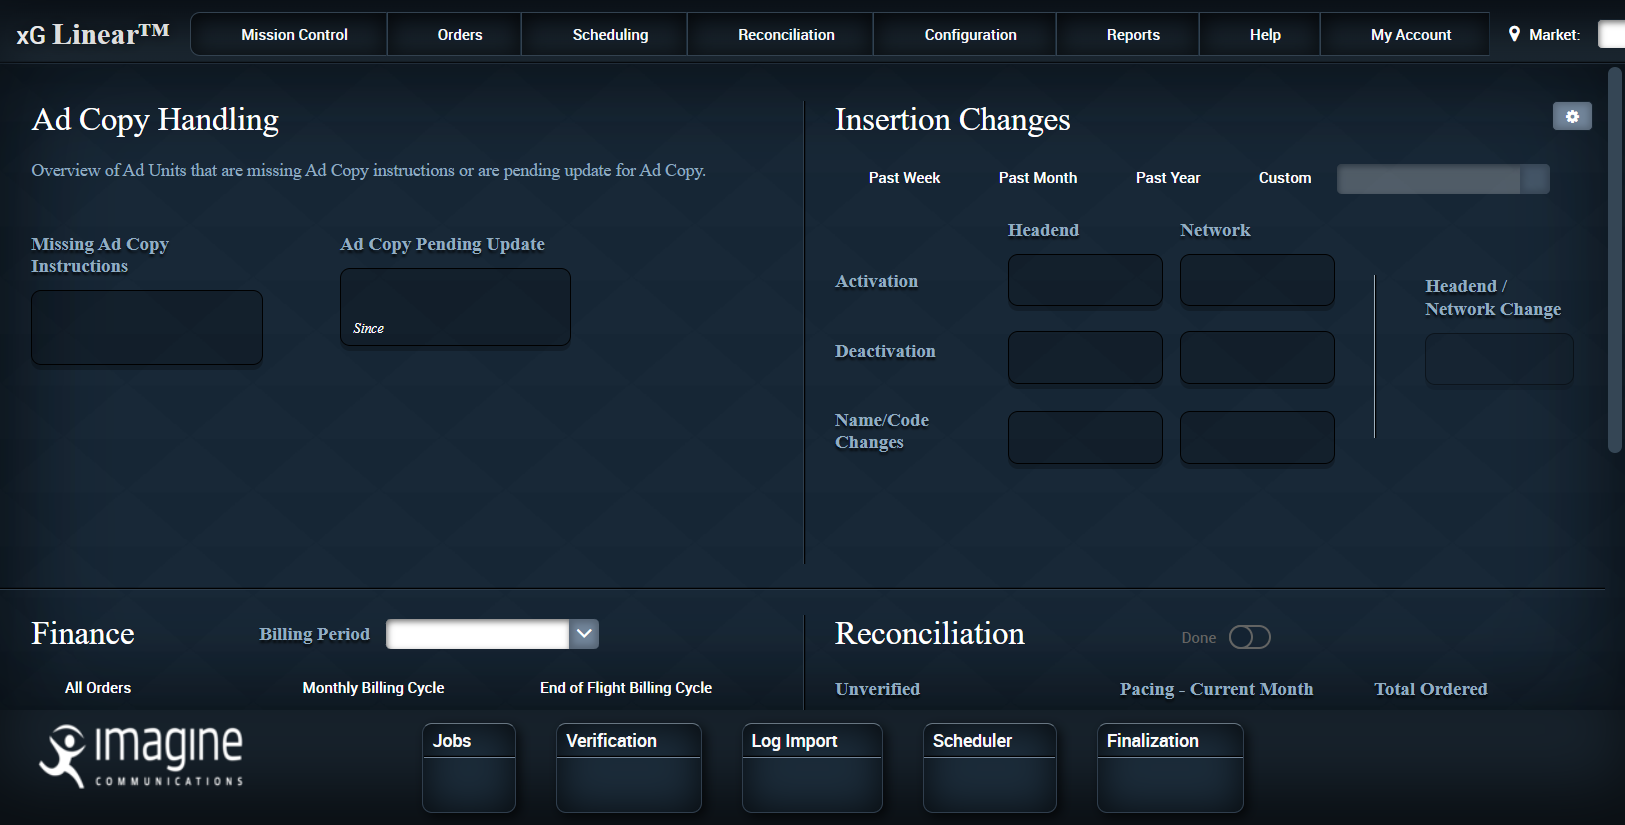 xG Linear™
Mission Control
Orders
Scheduling
Reconciliation
Configuration
Reports
Help
My Account
Market:
Ad Copy Handling
Overview of Ad Units that are missing Ad Copy instructions or are pending update for Ad Copy.
Missing Ad Copy
Instructions
Ad Copy Pending Update
Since
Insertion Changes
Past Week
Past Month
Past Year
Custom
Headend
Network
Activation
Deactivation
Name/Code
Changes
Headend /
Network Change
Finance
Billing Period
All Orders
Monthly Billing Cycle
End of Flight Billing Cycle
Reconciliation
Done
Unverified
Pacing - Current Month
Total Ordered
imagine
COMMUNICATIONS
Jobs
Verification
Log Import
Scheduler
Finalization